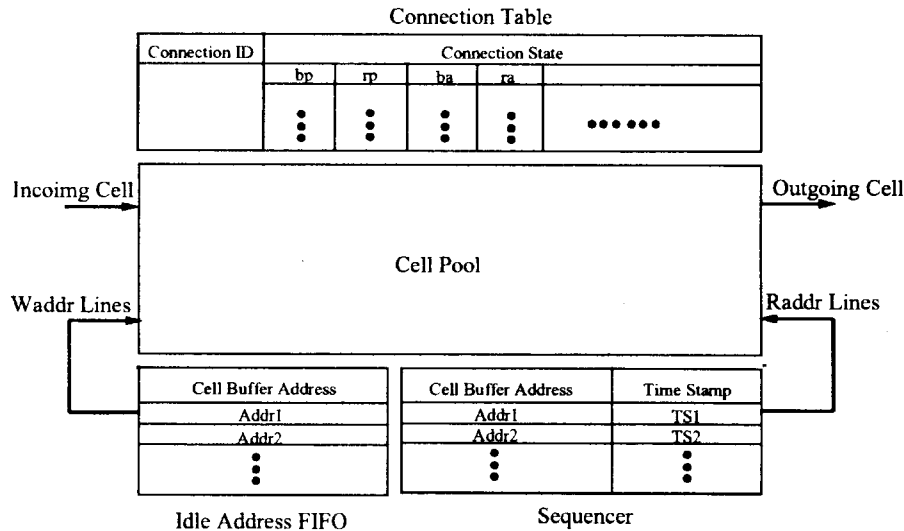 Connection Table
Connection ID Connection State
bp rp ba ra
Incoimg Cell Outgoing Cell
Cell Pool
Waddr Lines Raddr Lines
Cell Buffer Address Cell Buffer Address Time Stamp
Addr1 Addr1 TS1
Addr2 Addr2 TS2
Idle Address FIFO Sequencer